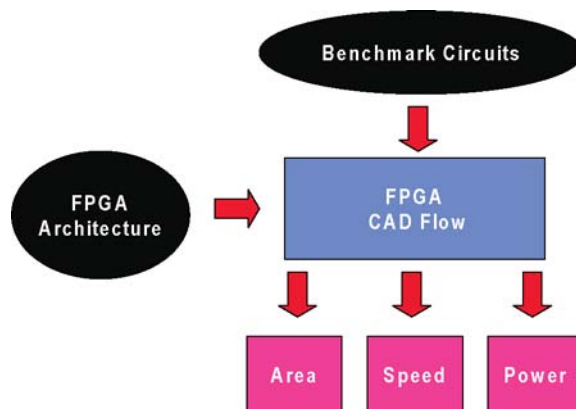 Benchmark Circuits
FPGA
Architecture
FPGA
CAD Flow
Area
Speed
Power